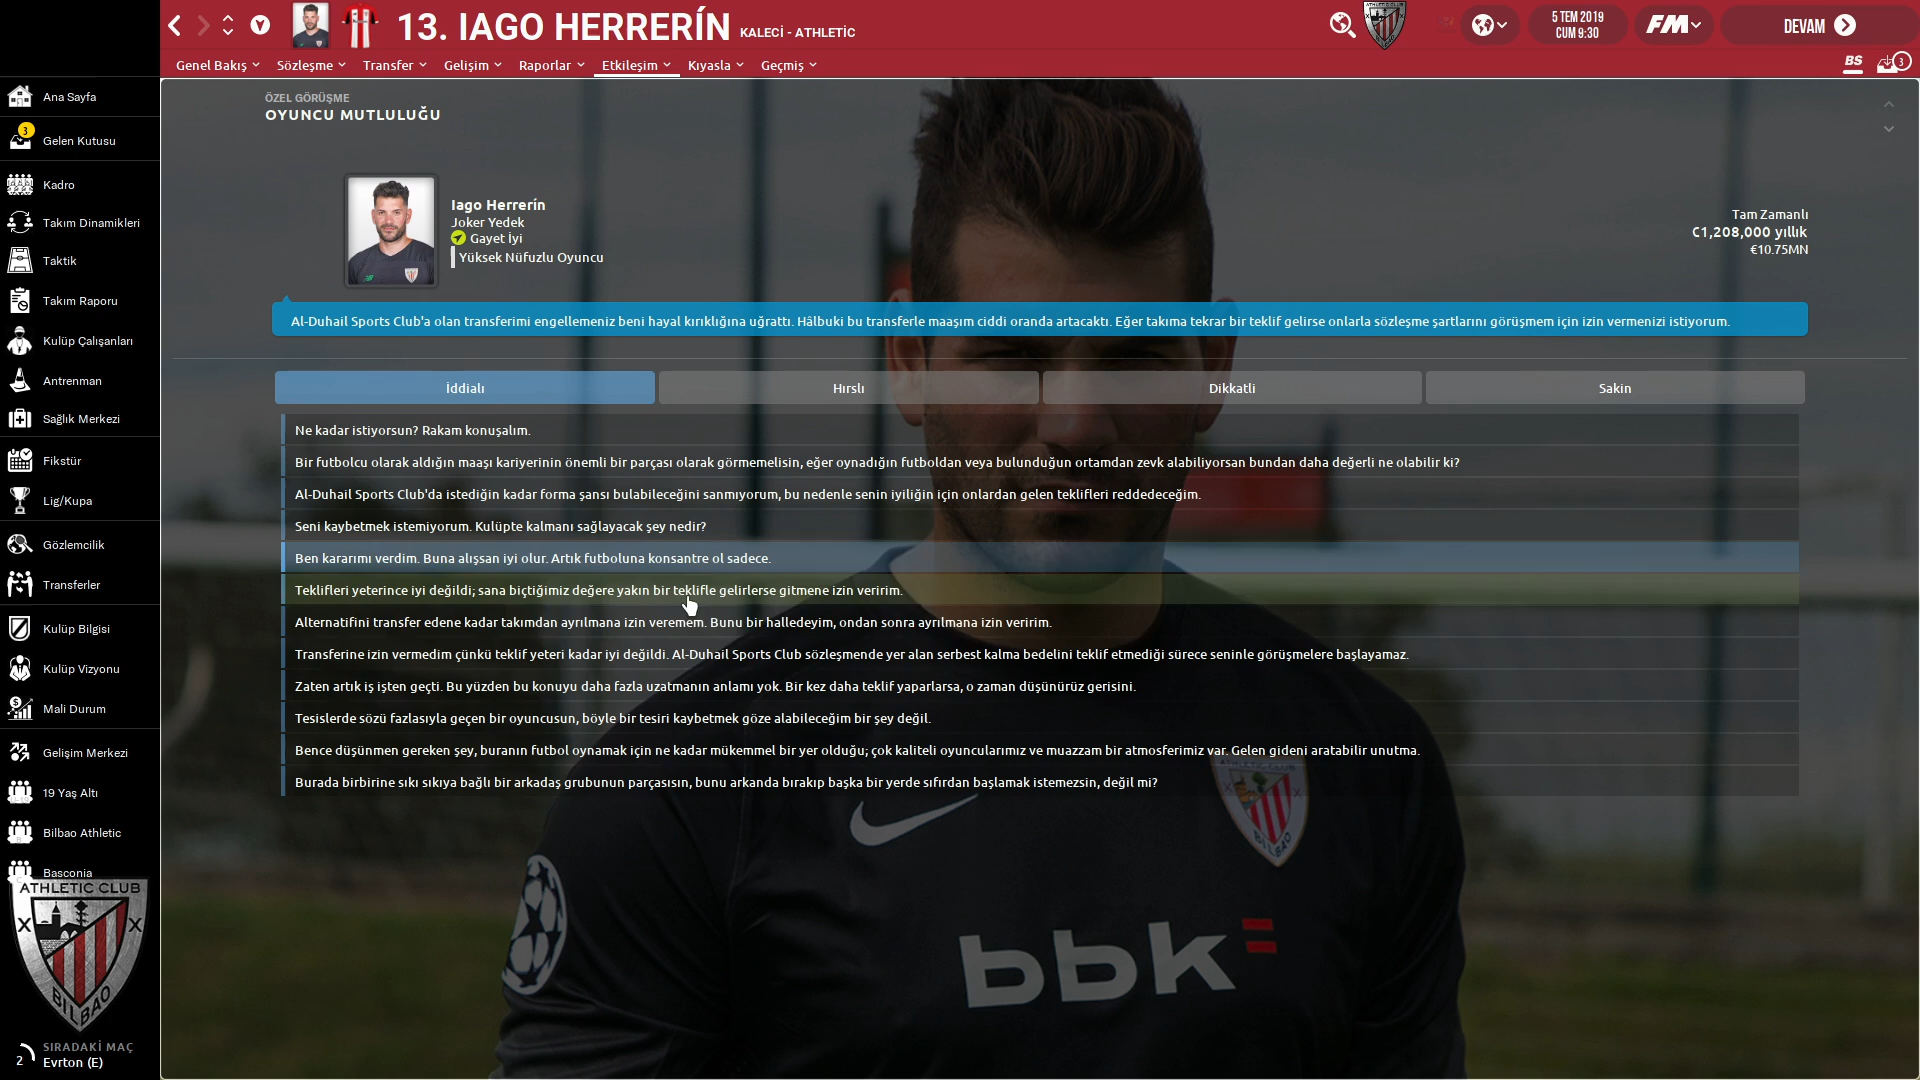 13. IAGO HERRERÍN KALECİ - ATHLETIC
5 TEM 2019
CUM 9:30
FM
DEVAM
Genel Bakış Sözleşme Transfer Gelişim Raporlar Etkileşim Kıyasla Geçmiş
BS
3
Ana Sayfa
3
Gelen Kutusu
Kadro
Takım Dinamikleri
Taktik
Takım Raporu
Kulüp Çalışanları
Antrenman
Sağlık Merkezi
Fikstür
Lig/Kupa
Gözlemcilik
Transferler
Kulüp Bilgisi
Kulüp Vizyonu
Mali Durum
Gelişim Merkezi
19 Yaş Altı
Bilbao Athletic
Basconia
ATHLETIC CLUB
BILBAO
2
SIRADAKİ MAÇ
Evrton (E)
ÖZEL GÖRÜŞME
OYUNCU MUTLULUĞU
Iago Herrerín
Joker Yedek
Gayet İyi
Yüksek Nüfuzlu Oyuncu
Tam Zamanlı
€1,208,000 yıllık
€10.75MN
Al-Duhail Sports Club'a olan transferimi engellemeniz beni hayal kırıklığına uğrattı. Hâlbuki bu transferle maaşım ciddi oranda artacaktı. Eğer takıma tekrar bir teklif gelirse onlarla sözleşme şartlarını görüşmem için izin vermenizi istiyorum.
İddialı Hırslı Dikkatli Sakin
Ne kadar istiyorsun? Rakam konuşalım.
Bir futbolcu olarak aldığın maaşı kariyerinin önemli bir parçası olarak görmemelisin, eğer oynadığın futboldan veya bulunduğun ortamdan zevk alabiliyorsan bundan daha değerli ne olabilir ki?
Al-Duhail Sports Club'da istediğin kadar forma şansı bulabileceğini sanmıyorum, bu nedenle senin iyiliğin için onlardan gelen teklifleri reddedeceğim.
Seni kaybetmek istemiyorum. Kulüpte kalmanı sağlayacak şey nedir?
Ben kararımı verdim. Buna alışsan iyi olur. Artık futboluna konsantre ol sadece.
Teklifleri yeterince iyi değildi; sana biçtiğimiz değere yakın bir teklifle gelirlerse gitmene izin veririm.
Alternatifini transfer edene kadar takımdan ayrılmana izin veremem. Bunu bir halledeyim, ondan sonra ayrılmana izin veririm.
Transferine izin vermedim çünkü teklif yeteri kadar iyi değildi. Al-Duhail Sports Club sözleşmende yer alan serbest kalma bedelini teklif etmediği sürece seninle görüşmelere başlayamaz.
Zaten artık iş işten geçti. Bu yüzden bu konuyu daha fazla uzatmanın anlamı yok. Bir kez daha teklif yaparlarsa, o zaman düşünürüz gerisini.
Tesislerde sözü fazlasıyla geçen bir oyuncusun, böyle bir tesiri kaybetmek göze alabileceğim bir şey değil.
Bence düşünmen gereken şey, buranın futbol oynamak için ne kadar mükemmel bir yer olduğu; çok kaliteli oyuncularımız ve muazzam bir atmosferimiz var. Gelen gideni aratabilir unutma.
Burada birbirine sıkı sıkıya bağlı bir arkadaş grubunun parçasısın, bunu arkanda bırakıp başka bir yerde sıfırdan başlamak istemezsin, değil mi?
ATHLETIC CLUB
BILBAO
bbk